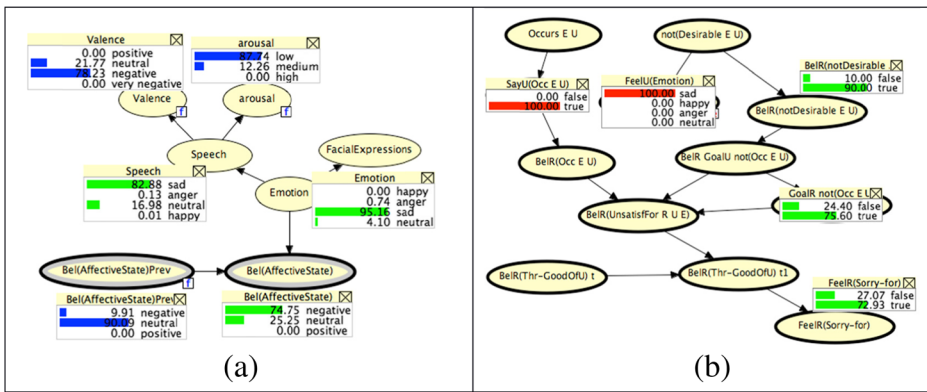 Valence
0.00 positive
21.77 neutral
78.23 negative
0.00 very negative
arousal
87.74 low
12.26 medium
0.00 high
Valence
f
arousal
f
Speech
FacialExpressions
Speech
82.88 sad
0.13 anger
16.98 neutral
0.01 happy
Emotion
Emotion
0.00 happy
0.74 anger
95.16 sad
4.10 neutral
Bel(AffectiveState)Prev
f
Bel(AffectiveState)
Bel(AffectiveState)Prev
9.91 negative
90.09 neutral
0.00 positive
Bel(AffectiveState)
74.75 negative
25.25 neutral
0.00 positive
(a)
Occurs E U
not(Desirable E U)
SayU(Occ E U)
0.00 false
100.00 true
FeelU(Emotion)
100.00 sad
0.00 happy
0.00 anger
0.00 neutral
BelR(notDesirable
10.00 false
90.00 true
BelR(notDesirable E U)
BelR(Occ E U)
BelR GoalU not(Occ E U)
GoalR not(Occ E U
24.40 false
75.60 true
BelR(UnsatisfFor R U E)
BelR(Thr-GoodOfU) t
BelR(Thr-GoodOfU) t1
FeelR(Sorry-for)
27.07 false
72.93 true
FeelR(Sorry-for)
(b)